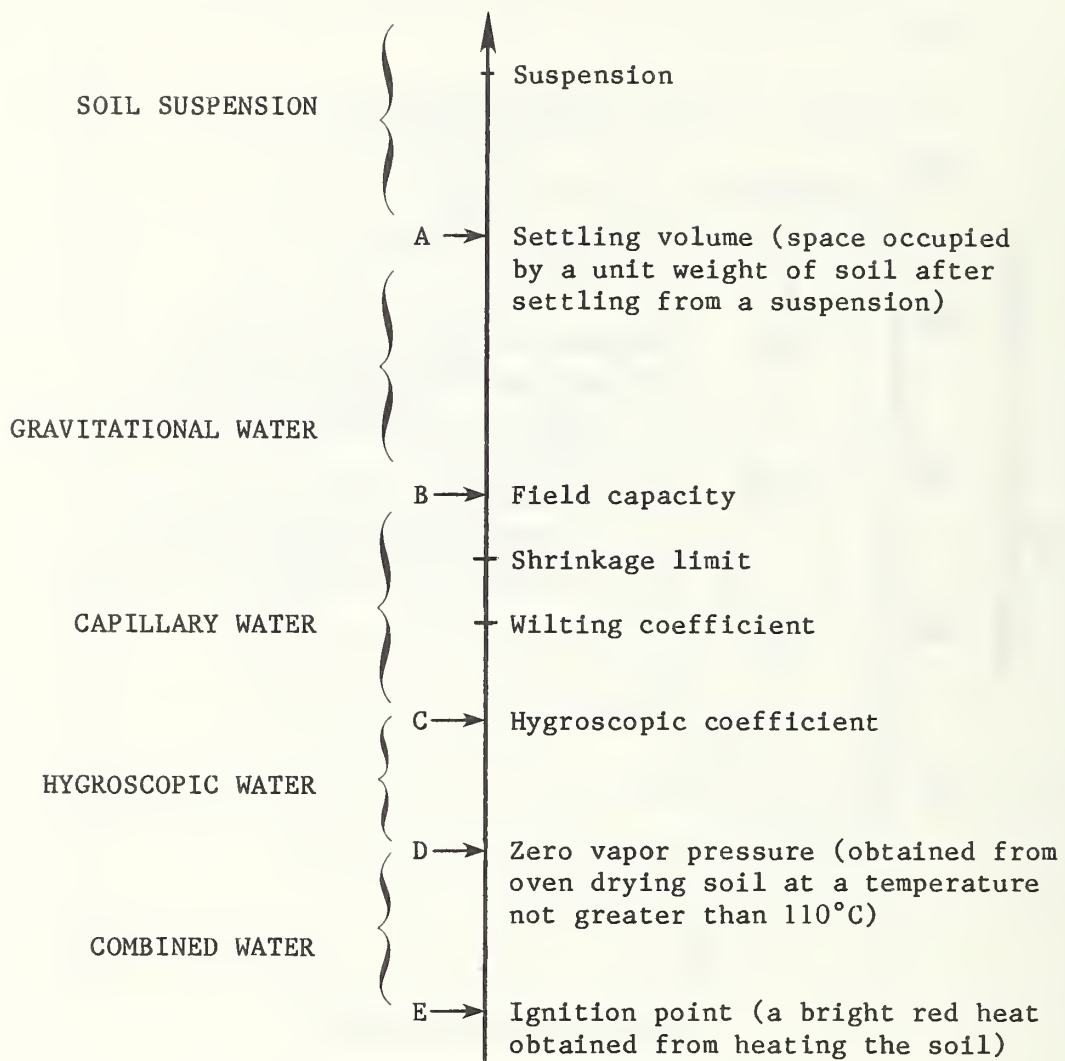 Suspension
SOIL SUSPENSION
A
Settling volume (space occupied
by a unit weight of soil after
settling from a suspension)
GRAVITATIONAL WATER
B
Field capacity
Shrinkage limit
CAPILLARY WATER
Wilting coefficient
C
Hygroscopic coefficient
HYGROSCOPIC WATER
D
Zero vapor pressure (obtained from
oven drying soil at a temperature
not greater than 110°C)
COMBINED WATER
E
Ignition point (a bright red heat
obtained from heating the soil)